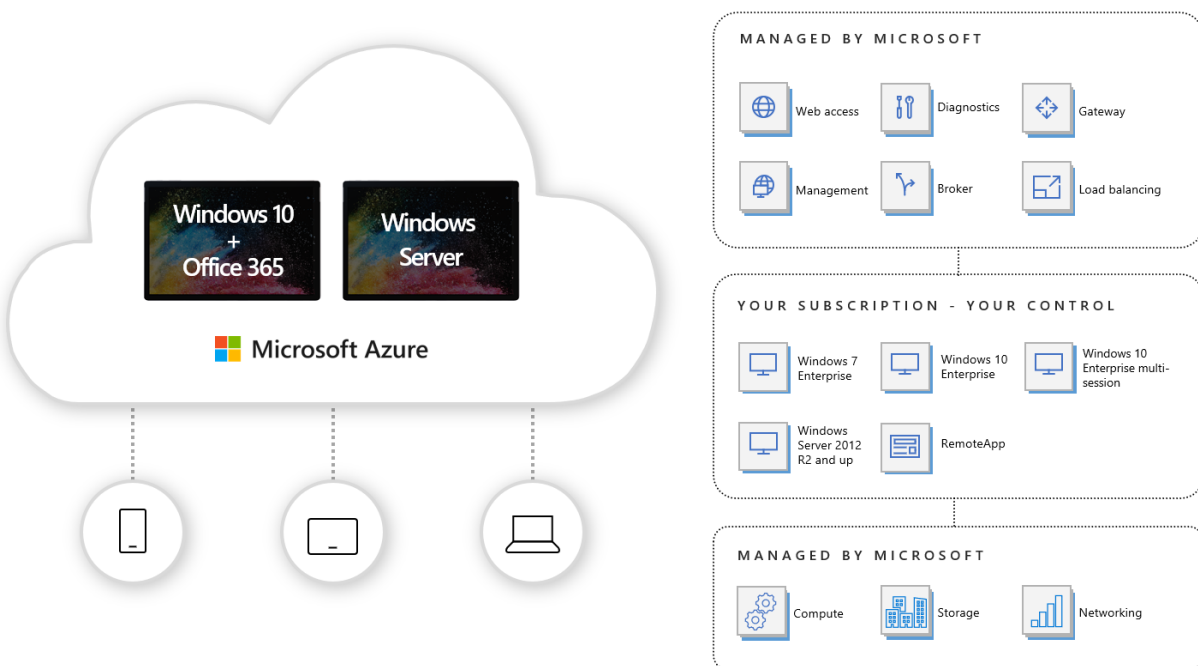 Windows 10
+
Office 365
Windows
Server
Microsoft Azure
MANAGED BY MICROSOFT
Web access
Diagnostics
Gateway
Management
Broker
Load balancing
YOUR SUBSCRIPTION - YOUR CONTROL
Windows 7
Enterprise
Windows 10
Enterprise
Windows 10
Enterprise multi-
session
Windows
Server 2012
R2 and up
RemoteApp
MANAGED BY MICROSOFT
Compute
Storage
Networking